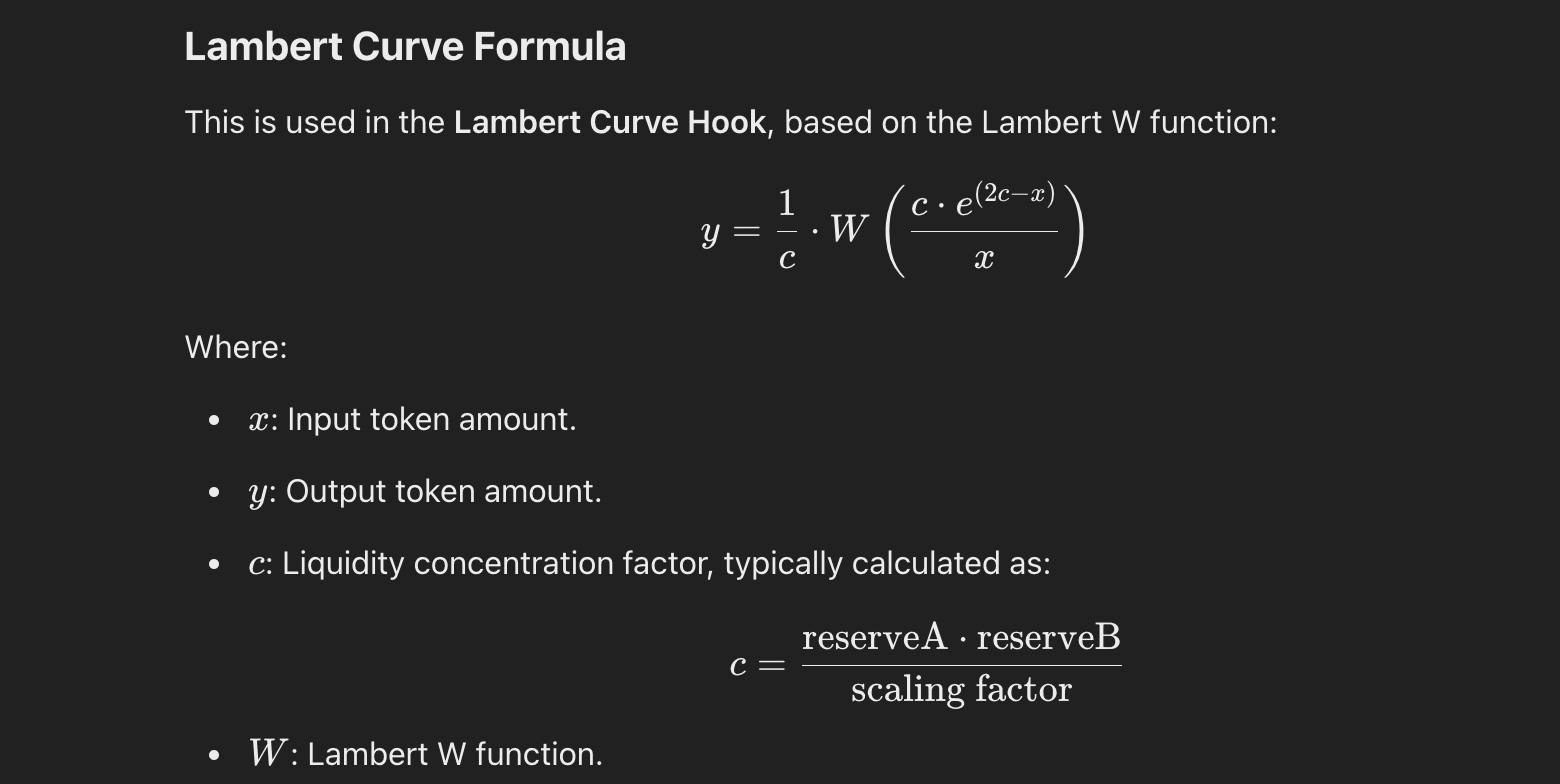 Lambert Curve Formula
This is used in the Lambert Curve Hook, based on the Lambert W function:
y = \frac{1}{c} \cdot W \left( \frac{c \cdot e^{(2c-x)}}{x} \right)
Where:
• x: Input token amount.
• y: Output token amount.
• c: Liquidity concentration factor, typically calculated as:
c = \frac{\text{reserveA} \cdot \text{reserveB}}{\text{scaling factor}}
• W: Lambert W function.